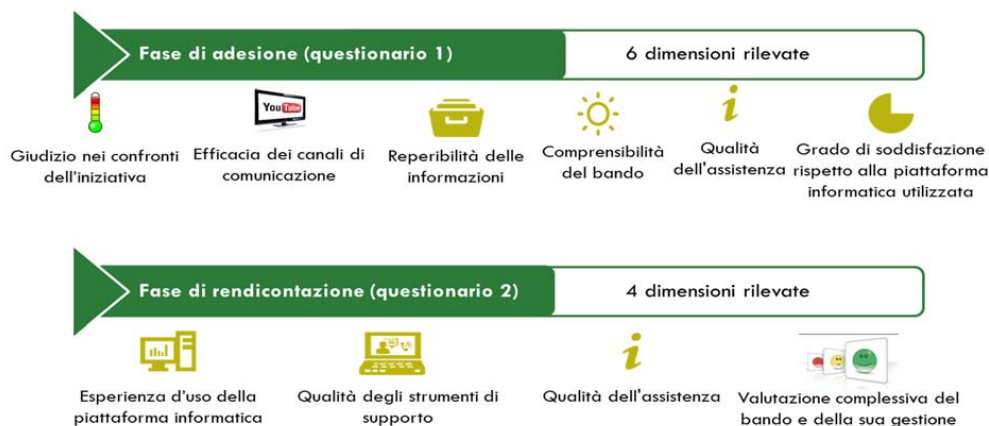 Fase di adesione (questionario 1)
6 dimensioni rilevate
YouTube
Giudizio nei confronti
dell'iniziativa
Efficacia dei canali di
comunicazione
Reperibilità delle
informazioni
Comprensibilità
del bando
Qualità
dell'assistenza
Grado di soddisfazione
rispetto alla piattaforma
informatica utilizzata
Fase di rendicontazione (questionario 2)
4 dimensioni rilevate
Esperienza d'uso della
piattaforma informatica
Qualità degli strumenti di
supporto
Qualità dell'assistenza
Valutazione complessiva del
bando e della sua gestione